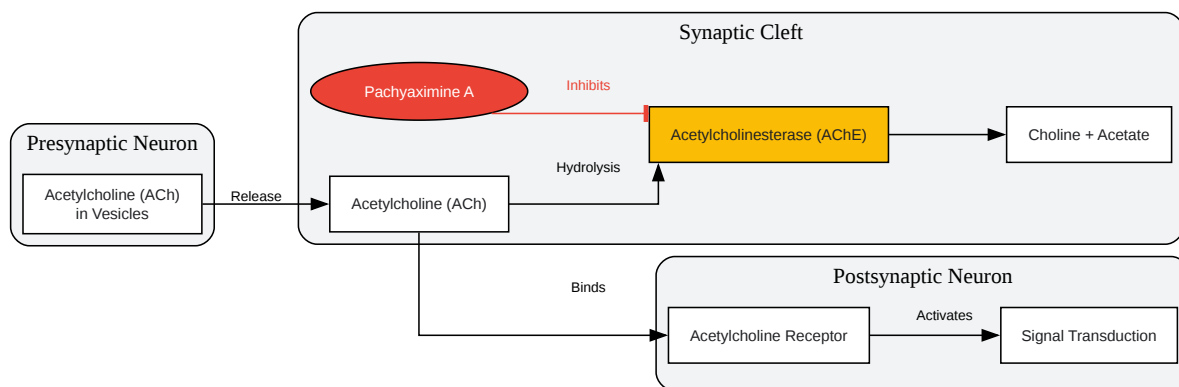 Synaptic Cleft
Pachyaximine A
Inhibits
Acetylcholinesterase (AChE)
Choline + Acetate
Presynaptic Neuron
Hydrolysis
Acetylcholine (ACh)
in Vesicles
Release
Acetylcholine (ACh)
Postsynaptic Neuron
Binds
Acetylcholine Receptor
Activates
Signal Transduction